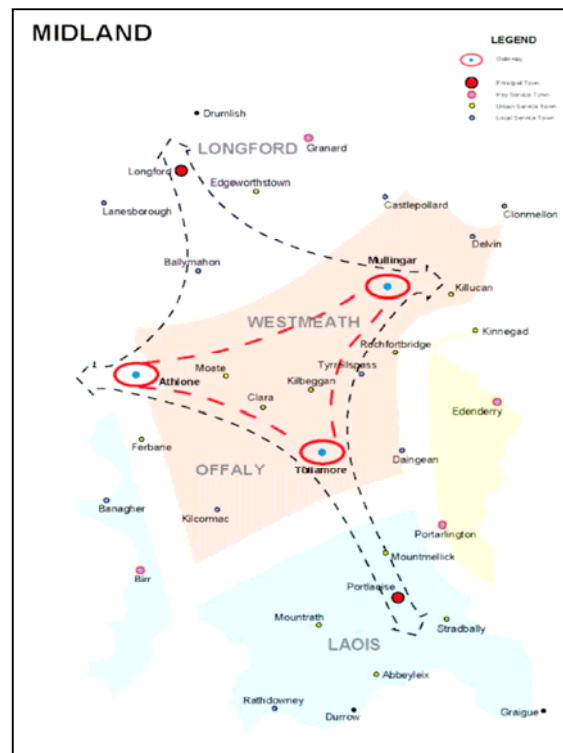 MIDLAND
LEGEND
Gateway
Principal Town
Key Service Town
Urban Service Town
Local Service Town
Drumlish
LONGFORD
Granard
Longford
Edgeworthstown
Castlepollard
Lanesborough
Clonmellon
Delvin
Ballymahon
Mullingar
Killucan
WESTMEATH
Kinnegad
Rochfortbridge
Moate
Tyrrellspass
Athlone
Kilbeggan
Clara
Edenderry
Ferbane
OFFALY
Tullamore
Daingean
Banagher
Kilcormac
Portarlington
Mountmellick
Birr
Portlaoise
Mountrath
Stradbally
LAOIS
Abbeyleix
Rathdowney
Durrow
Graigue